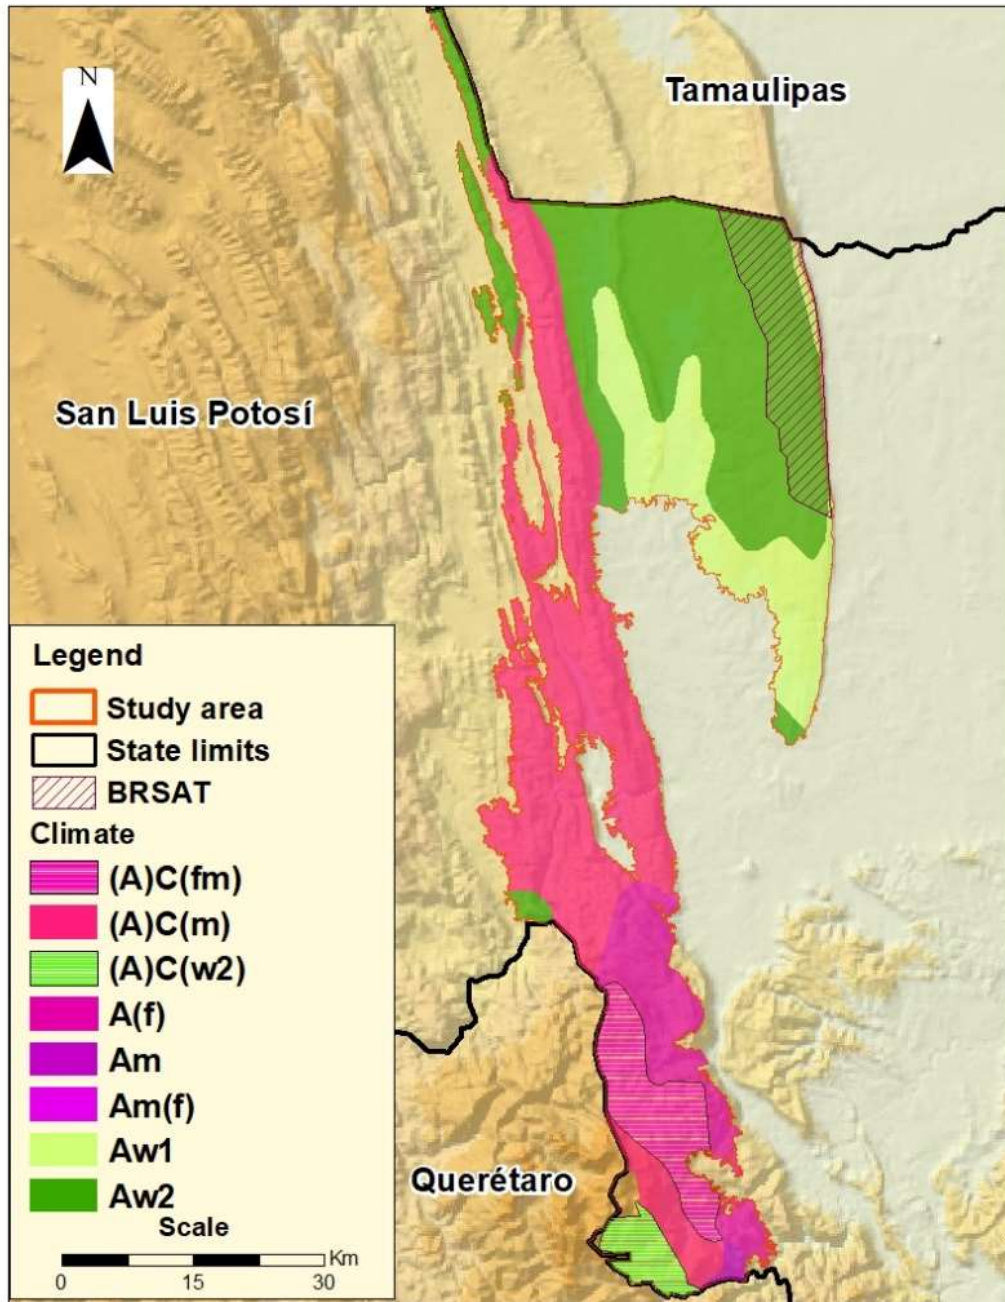 N
Tamaulipas
San Luis Potosí
Querétaro
Legend
Study area
State limits
BRSAT
Climate
(A)C(fm)
(A)C(m)
(A)C(w2)
A(f)
Am
Am(f)
Aw1
Aw2
Scale
Km
0 15 30